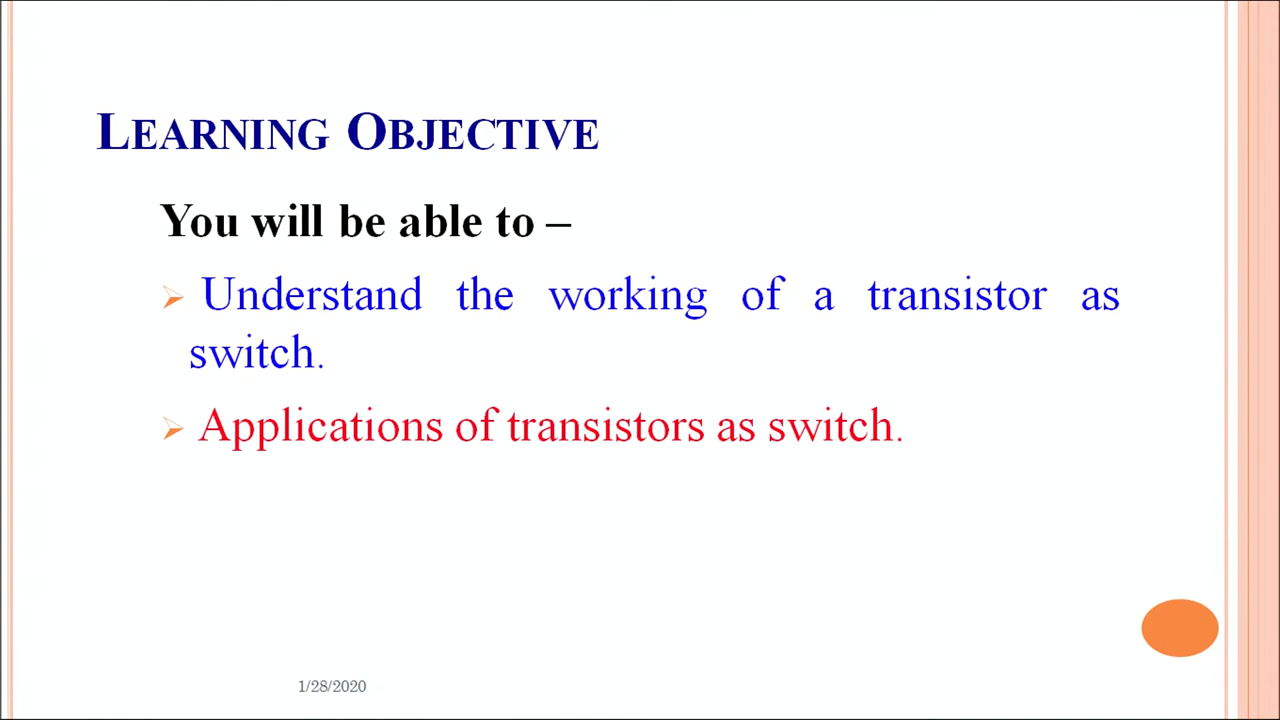 LEARNING OBJECTIVE
You will be able to –
Understand the working of a transistor as
switch.
Applications of transistors as switch.
1/28/2020